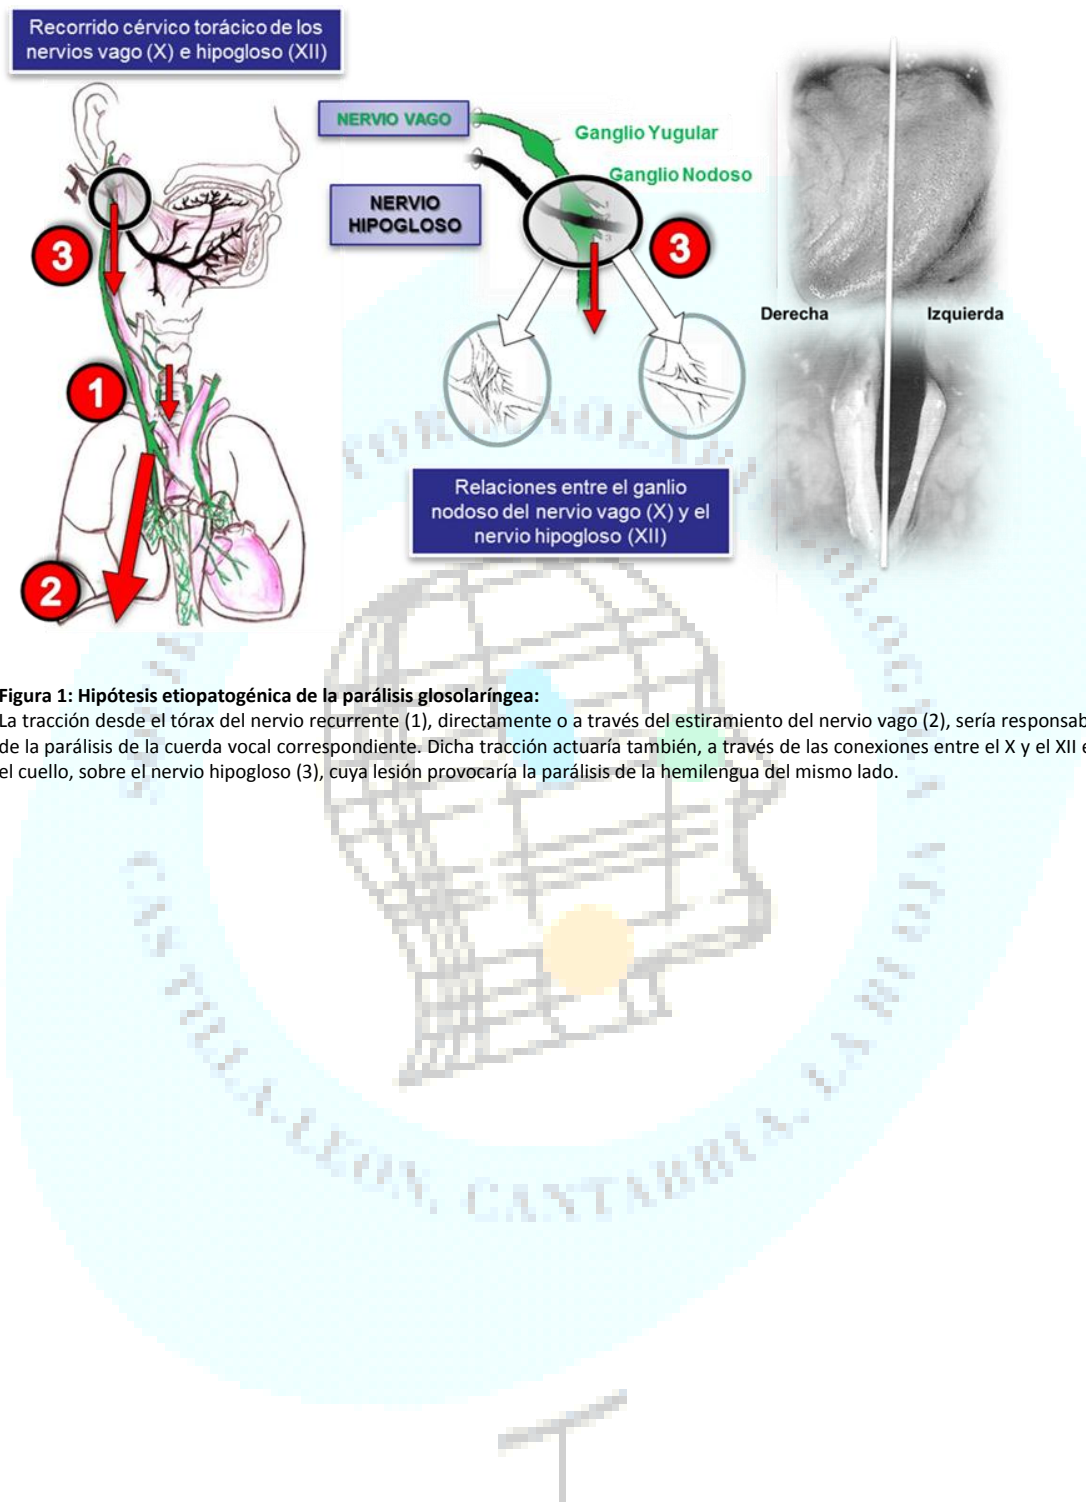 Recorrido cérvico torácico de los
nervios vago (X) e hipogloso (XII)
NERVIO VAGO
Ganglio Yugular
Ganglio Nodoso
NERVIO
HIPOGLOSO
3
3
1
2
Derecha
Izquierda
Relaciones entre el ganlio
nodoso del nervio vago (X) y el
nervio hipogloso (XII)
Figura 1: Hipótesis etiopatogénica de la parálisis glosolaríngea:
La tracción desde el tórax del nervio recurrente (1), directamente o a través del estiramiento del nervio vago (2), sería responsab
de la parálisis de la cuerda vocal correspondiente. Dicha tracción actuaría también, a través de las conexiones entre el X y el XII e
el cuello, sobre el nervio hipogloso (3), cuya lesión provocaría la parálisis de la hemilengua del mismo lado.
CASTILLA-LEON, CANTABRIA, LA RIOJA